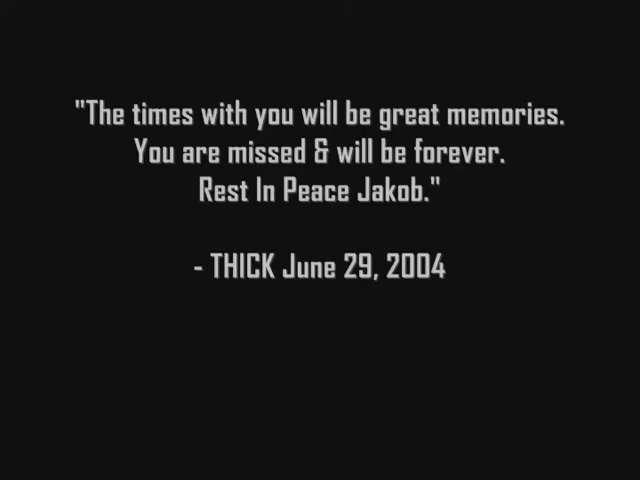 "The times with you will be great memories.
You are missed & will be forever.
Rest In Peace Jakob."
- THICK June 29, 2004